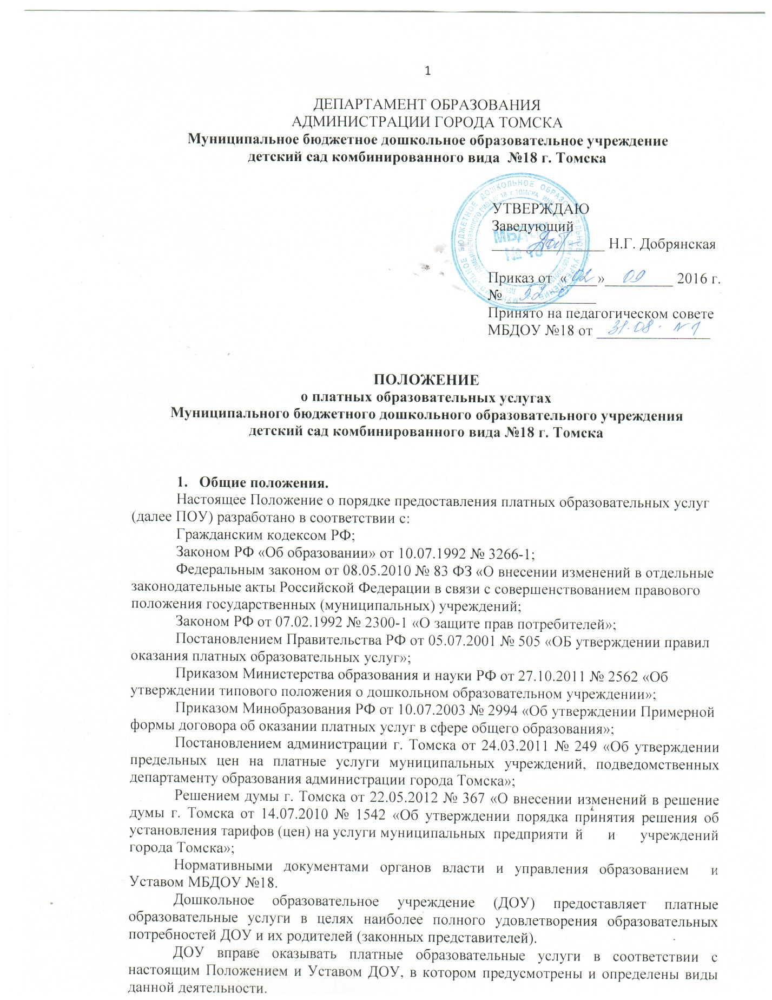 1
ДЕПАРТАМЕНТ ОБРАЗОВАНИЯ
АДМИНИСТРАЦИИ ГОРОДА ТОМСКА
Муниципальное бюджетное дошкольное образовательное учреждение
детский сад комбинированного вида №18 г. Томска
УТВЕРЖДАЮ
Заведующий
Н.Г. Добрянская
МБДОУ
№ 18
Приказ от «02» 09 2016 г.
№
Принято на педагогическом совете
МБДОУ №18 от 31.08. N1
ПОЛОЖЕНИЕ
о платных образовательных услугах
Муниципального бюджетного дошкольного образовательного учреждения
детский сад комбинированного вида №18 г. Томска
1. Общие положения.
Настоящее Положение о порядке предоставления платных образовательных услуг
(далее ПОУ) разработано в соответствии с:
Гражданским кодексом РФ;
Законом РФ «Об образовании» от 10.07.1992 № 3266-1;
Федеральным законом от 08.05.2010 № 83 ФЗ «О внесении изменений в отдельные
законодательные акты Российской Федерации в связи с совершенствованием правового
положения государственных (муниципальных) учреждений;
Законом РФ от 07.02.1992 № 2300-1 «О защите прав потребителей»;
Постановлением Правительства РФ от 05.07.2001 № 505 «ОБ утверждении правил
оказания платных образовательных услуг»;
Приказом Министерства образования и науки РФ от 27.10.2011 № 2562 «Об
утверждении типового положения о дошкольном образовательном учреждении»;
Приказом Минобразования РФ от 10.07.2003 № 2994 «Об утверждении Примерной
формы договора об оказании платных услуг в сфере общего образования»;
Постановлением администрации г. Томска от 24.03.2011 № 249 «Об утверждении
предельных цен на платные услуги муниципальных учреждений, подведомственных
департаменту образования администрации города Томска»;
Решением думы г. Томска от 22.05.2012 № 367 «О внесении изменений в решение
думы г. Томска от 14.07.2010 № 1542 «Об утверждении порядка принятия решения об
установления тарифов (цен) на услуги муниципальных предприяти й и учреждений
города Томска»;
Нормативными документами органов власти и управления образованием и
Уставом МБДОУ №18.
Дошкольное образовательное учреждение (ДОУ) предоставляет платные
образовательные услуги в целях наиболее полного удовлетворения образовательных
потребностей ДОУ и их родителей (законных представителей).
ДОУ вправе оказывать платные образовательные услуги в соответствии с
настоящим Положением и Уставом ДОУ, в котором предусмотрены и определены виды
данной деятельности.